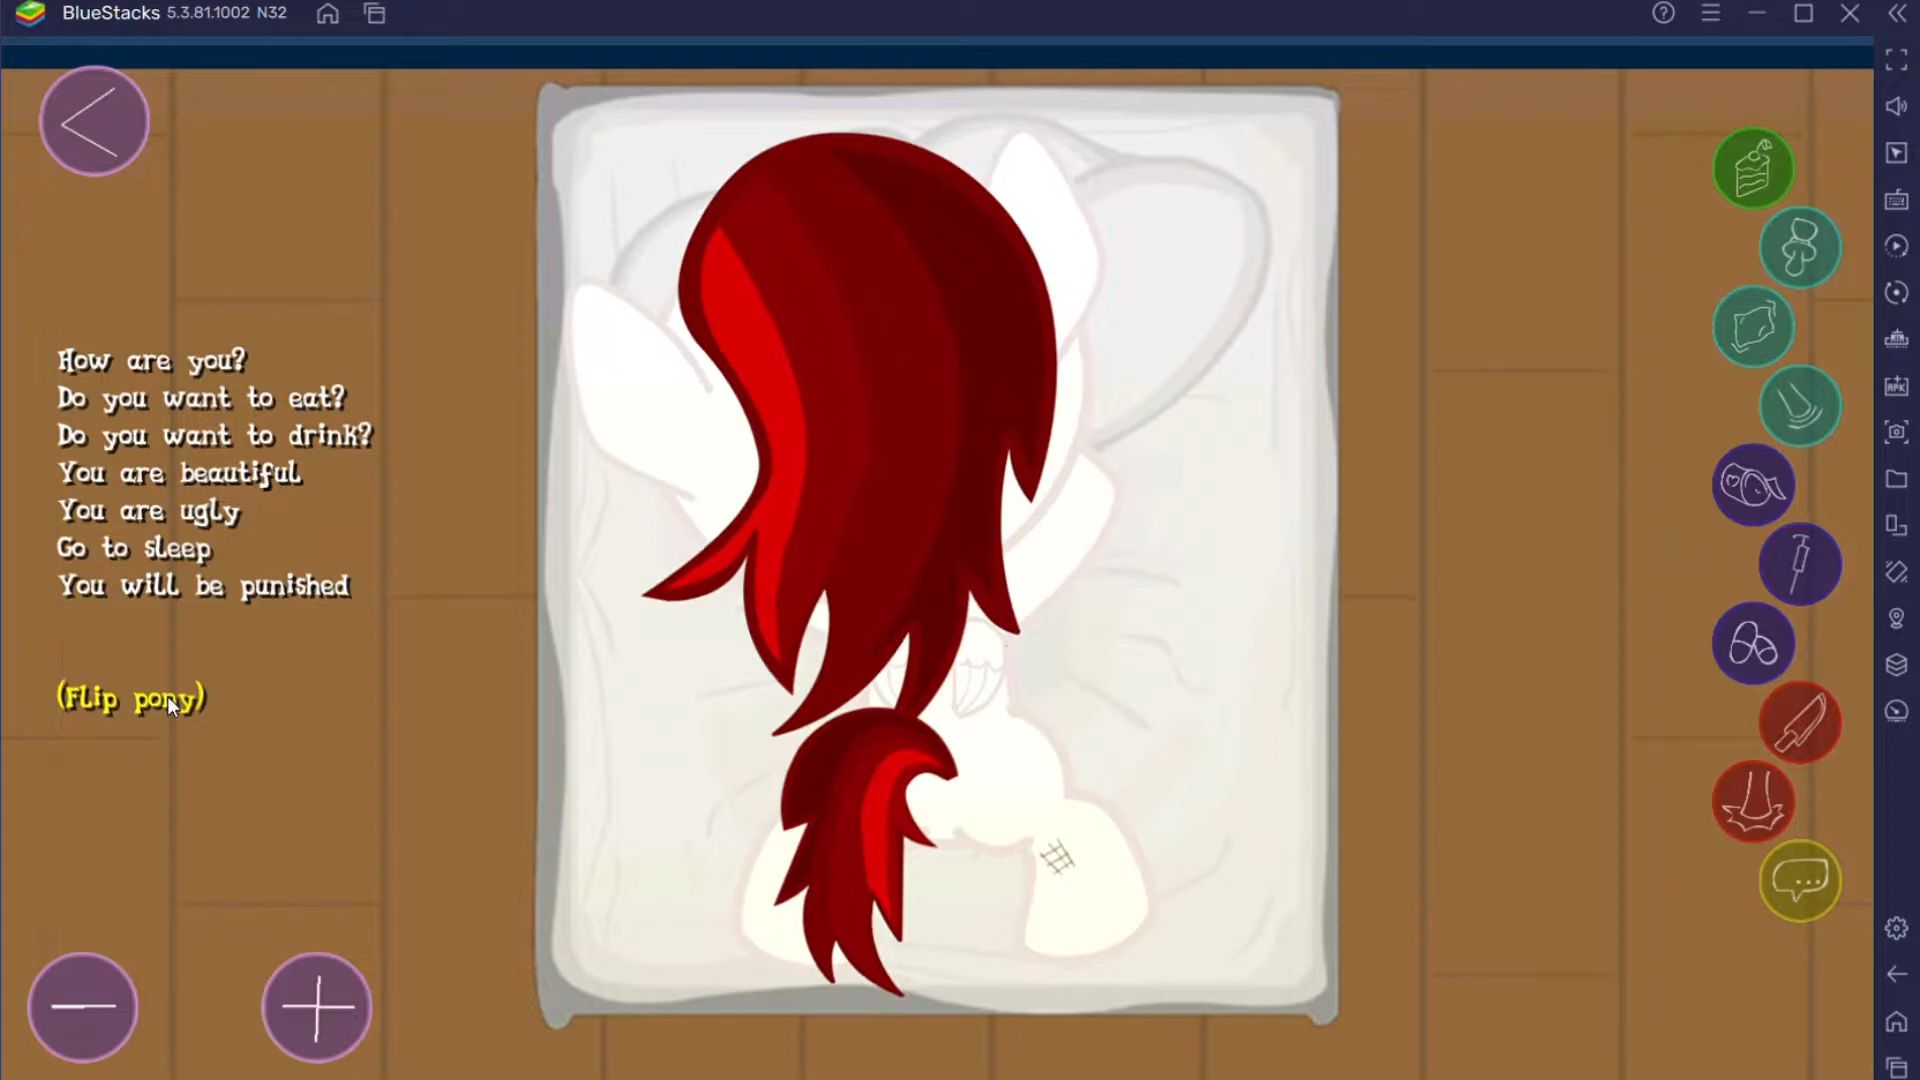 BlueStacks 5.3.81.1002 N32
How are you?
Do you want to eat?
Do you want to drink?
You are beautiful
You are ugly
Go to sleep
You will be punished
(Flip pony)